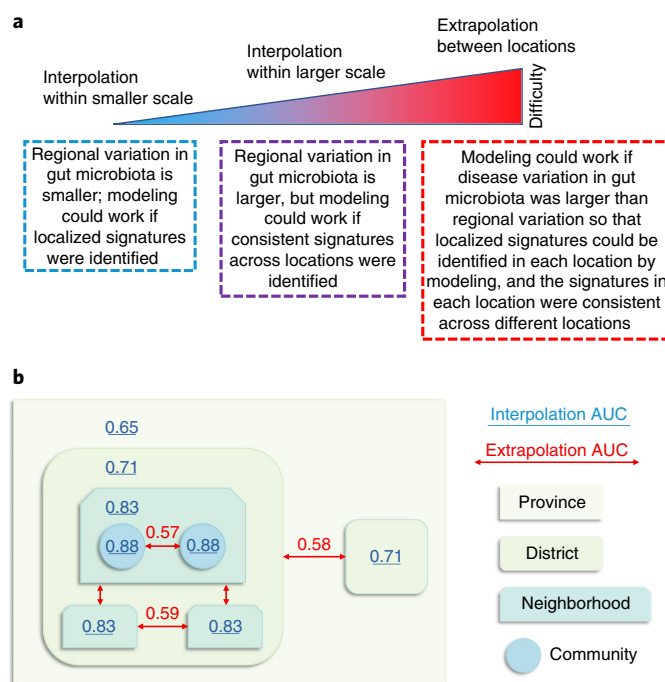 a
Interpolation
within smaller scale
Interpolation
within larger scale
Extrapolation
between locations
Difficulty
Regional variation in
gut microbiota is
smaller; modeling
could work if
localized signatures
were identified
Regional variation in
gut microbiota is
larger, but modeling
could work if
consistent signatures
across locations were
identified
Modeling could work if
disease variation in gut
microbiota was larger than
regional variation so that
localized signatures could be
identified in each location by
modeling, and the signatures in
each location were consistent
across different locations
b
0.65
0.71
0.83
0.88
0.57
0.88
0.58
0.71
0.83
0.59
0.83
Interpolation AUC
Extrapolation AUC
Province
District
Neighborhood
Community